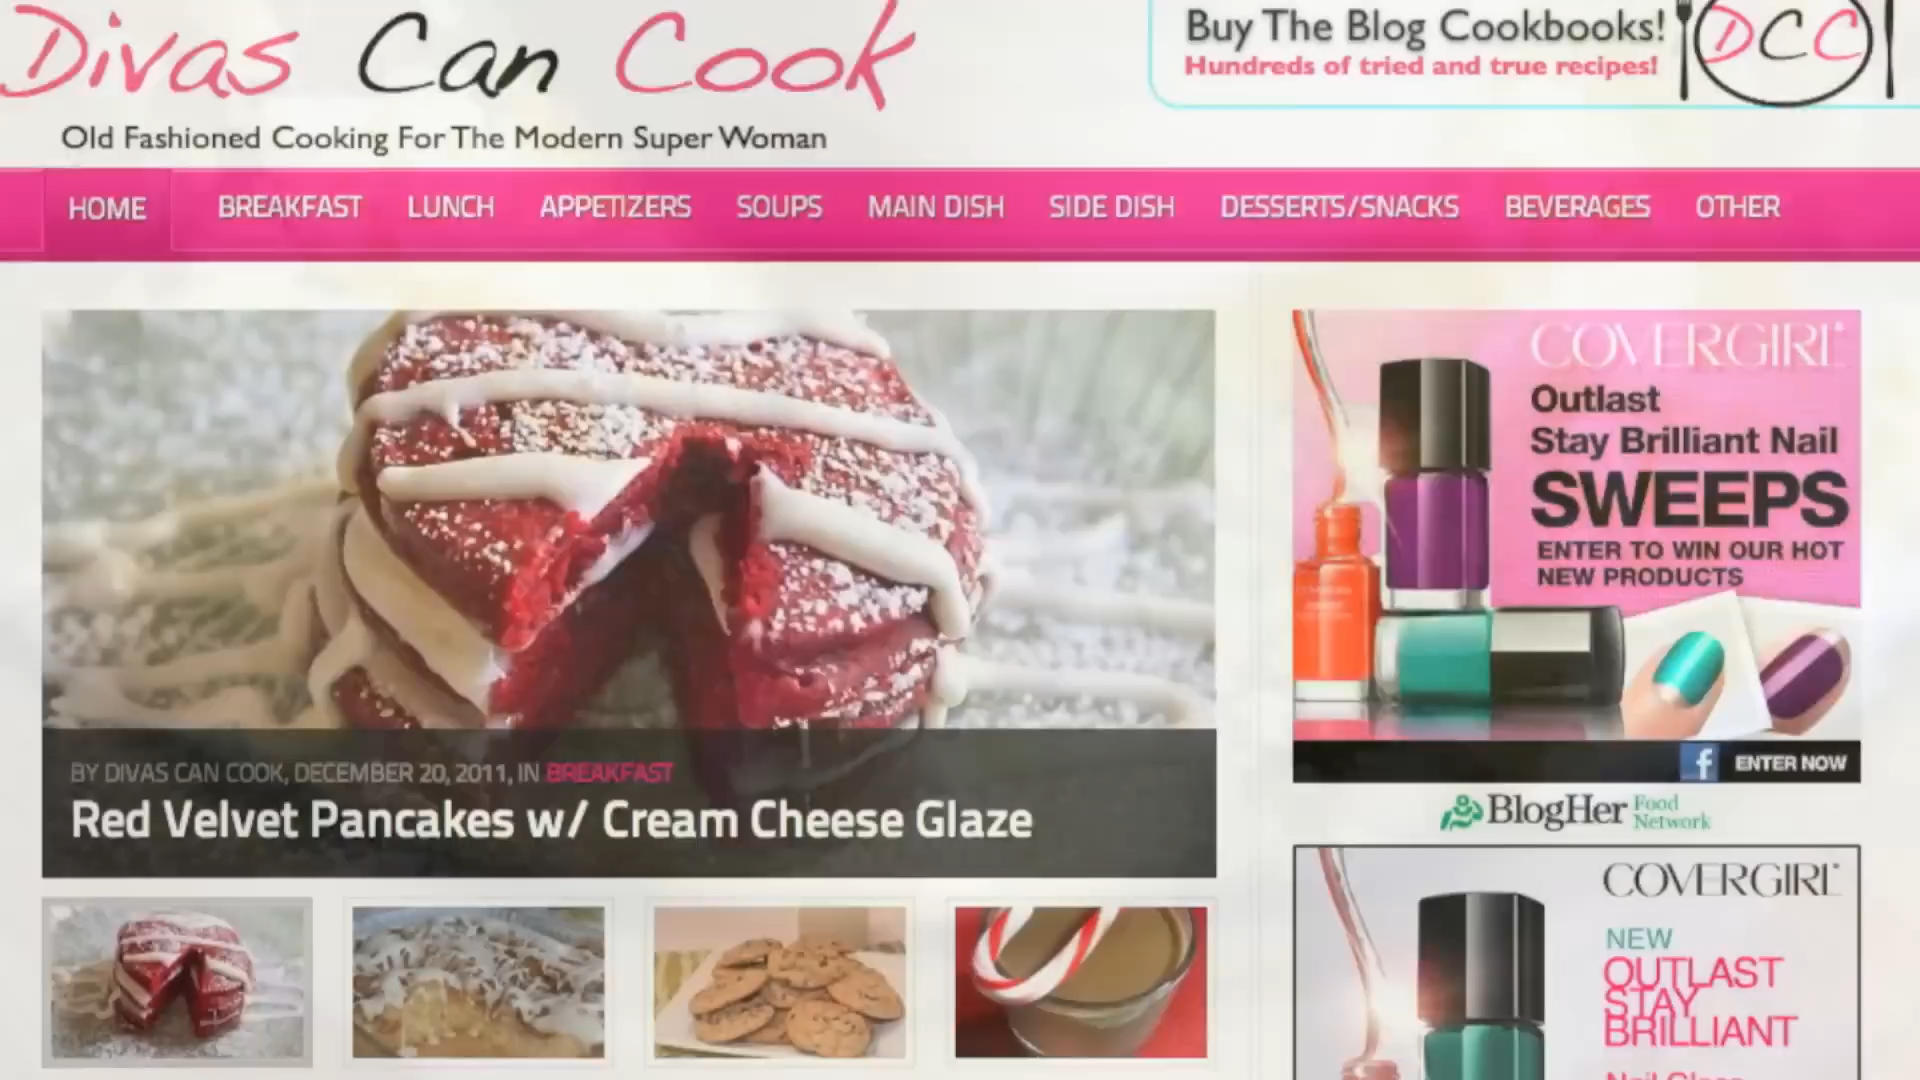 Divas Can Cook
Old Fashioned Cooking For The Modern Super Woman
Buy The Blog Cookbooks!
Hundreds of tried and true recipes!
DCC
HOME BREAKFAST LUNCH APPETIZERS SOUPS MAIN DISH SIDE DISH DESSERTS/SNACKS BEVERAGES OTHER
BY DIVAS CAN COOK, DECEMBER 20, 2011, IN BREAKFAST
Red Velvet Pancakes w/ Cream Cheese Glaze
COVERGIRL
Outlast
Stay Brilliant Nail
SWEEPS
ENTER TO WIN OUR HOT
NEW PRODUCTS
f ENTER NOW
BlogHer Food
Network
COVERGIRL
NEW
OUTLAST
STAY
BRILLIANT